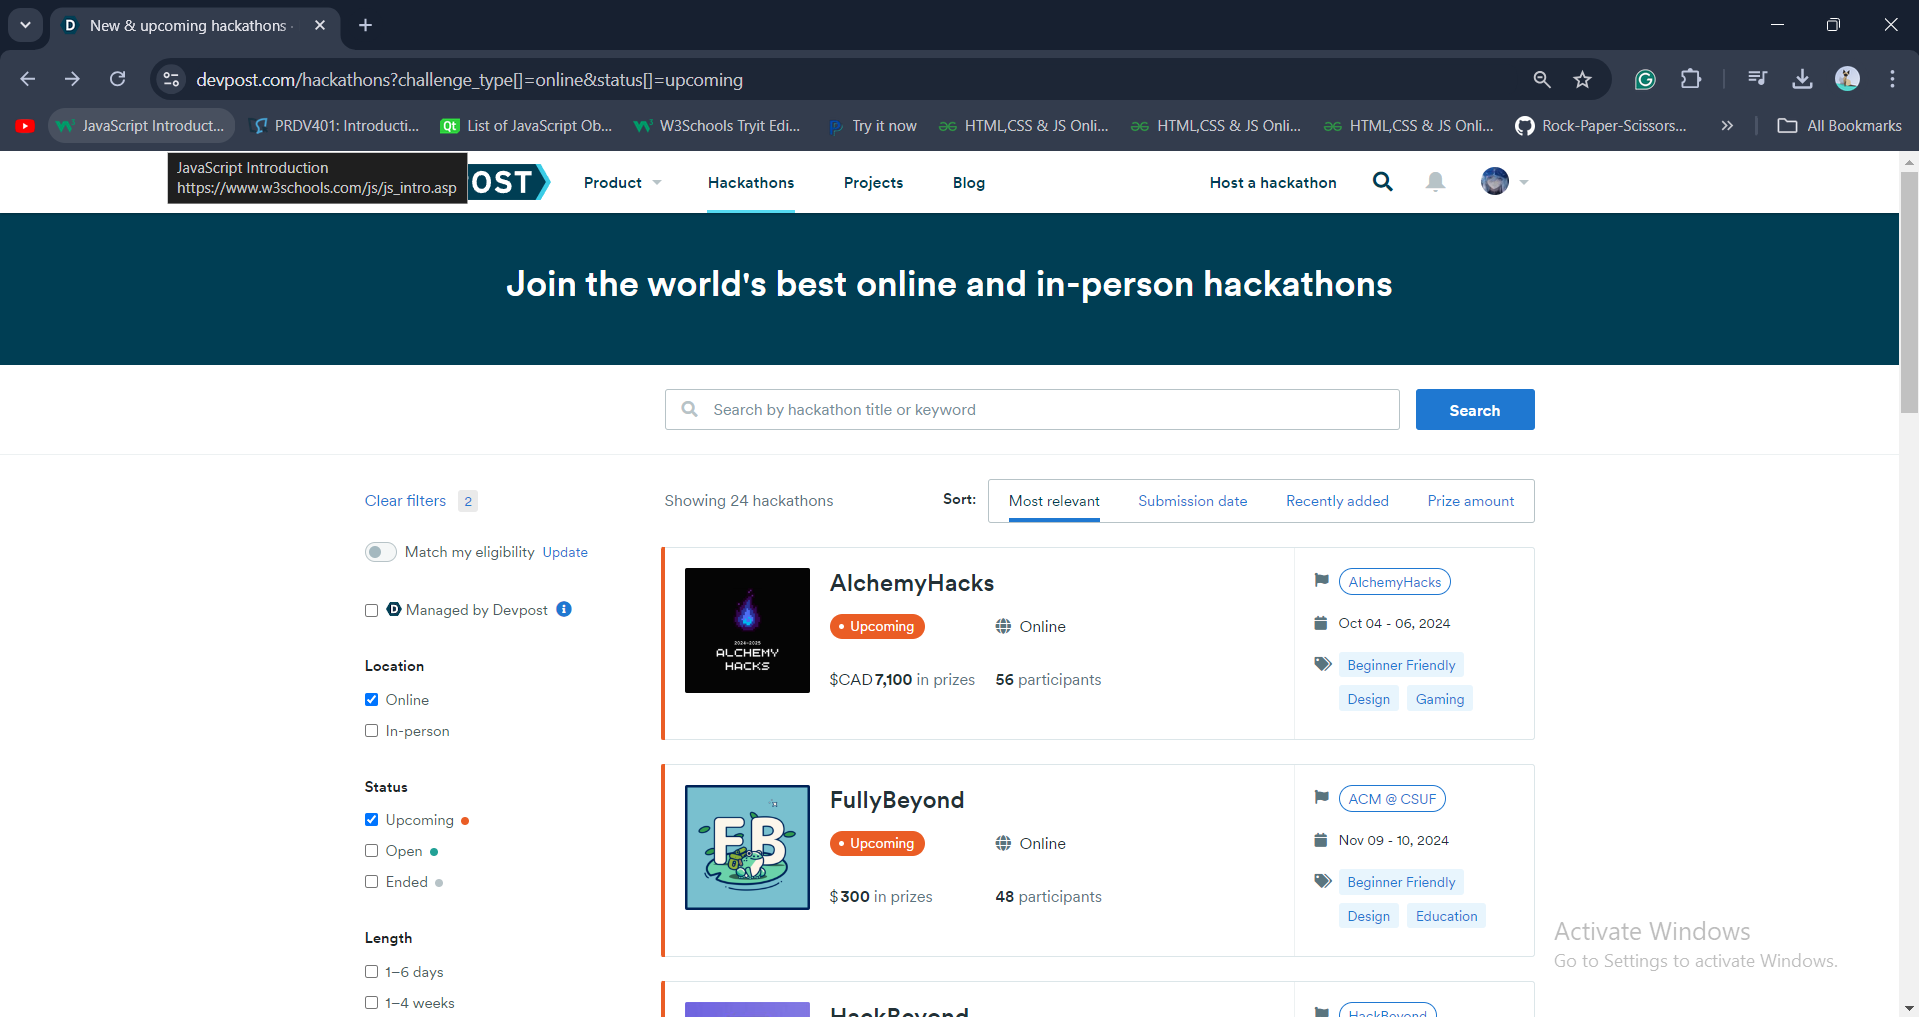 New & upcoming hackathons
devpost.com/hackathons?challenge_type[]=online&status[]=upcoming
JavaScript Introduct... PRDV401: Introducti... Qt List of JavaScript Ob... W3Schools Tryit Edi... Try it now HTML,CSS & JS Onli... HTML,CSS & JS Onli... HTML,CSS & JS Onli... Rock-Paper-Scissors... » All Bookmarks
JavaScript Introduction
https://www.w3schools.com/js/js_intro.asp
OST Product Hackathons Projects Blog Host a hackathon
Join the world's best online and in-person hackathons
Search by hackathon title or keyword Search
Clear filters 2
Showing 24 hackathons Sort: Most relevant Submission date Recently added Prize amount
Match my eligibility Update
Managed by Devpost
Location
Online
In-person
Status
Upcoming
Open
Ended
Length
1–6 days
1–4 weeks
2024-2025
ALCHEMY
HACKS
AlchemyHacks
Upcoming Online
$CAD 7,100 in prizes 56 participants
AlchemyHacks
Oct 04 - 06, 2024
Beginner Friendly
Design Gaming
FB
FullyBeyond
Upcoming Online
$ 300 in prizes 48 participants
ACM @ CSUF
Nov 09 - 10, 2024
Beginner Friendly
Design Education
HackBeyond
HackBeyond
Activate Windows
Go to Settings to activate Windows.